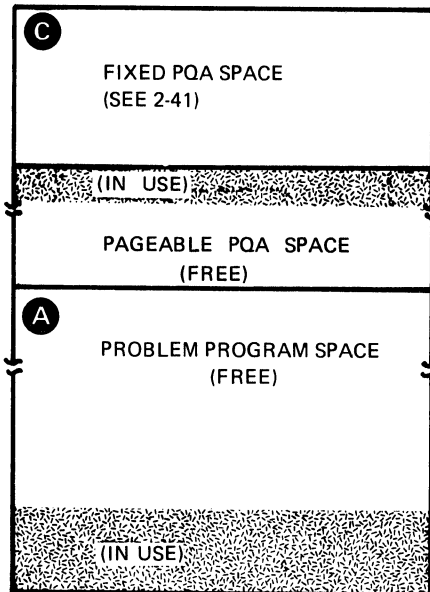 C
FIXED PQA SPACE
(SEE 2-41)
(IN USE)
PAGEABLE PQA SPACE
(FREE)
A
PROBLEM PROGRAM SPACE
(FREE)
(IN USE)